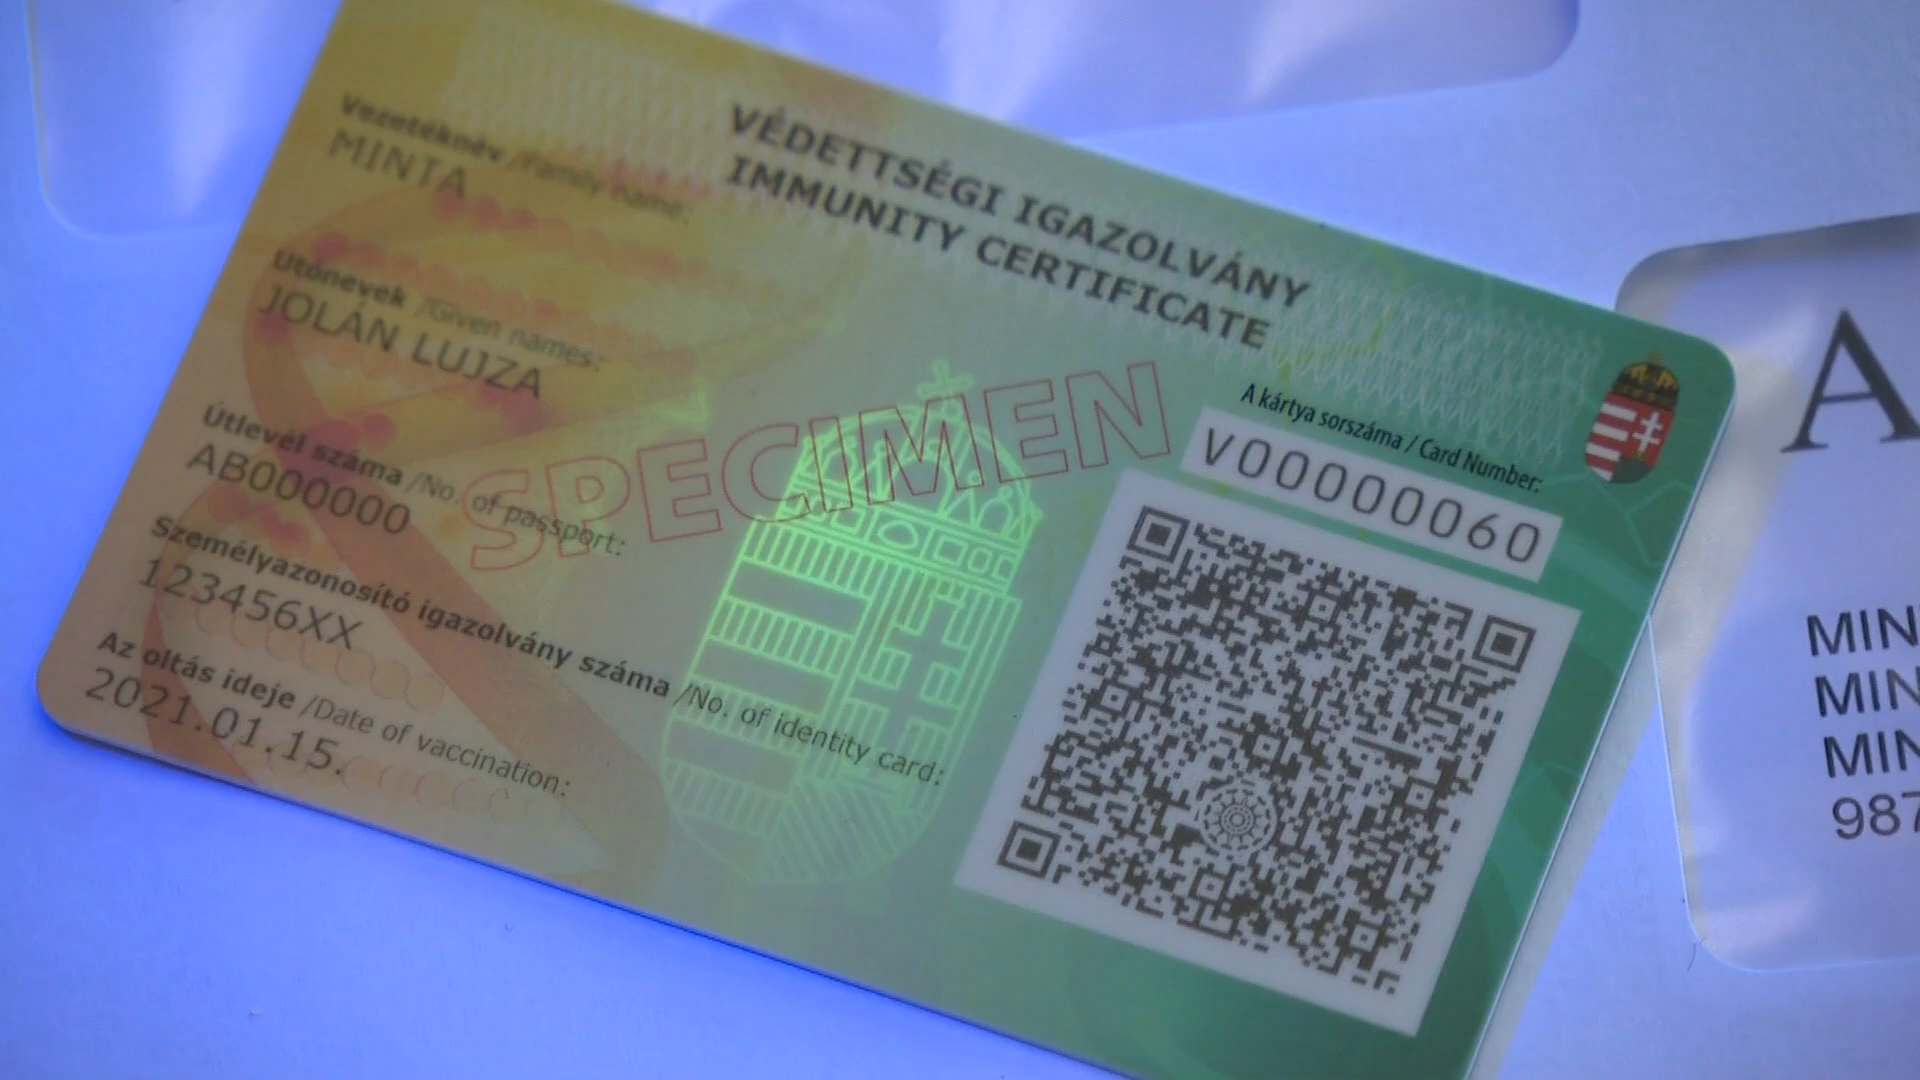 VÉDETTSÉGI IGAZOLVÁNY
IMMUNITY CERTIFICATE
Vezetéknév /Family name:
MINTA
Utónevek /Given names:
JOLÁN LUJZA
Útlevél száma /No. of passport:
AB000000
Személyazonosító igazolvány száma /No. of identity card:
123456XX
Az oltás ideje /Date of vaccination:
2021.01.15.
SPECIMEN
A kártya sorszáma / Card Number:
V00000060
A
MIN
MIN
MIN
987